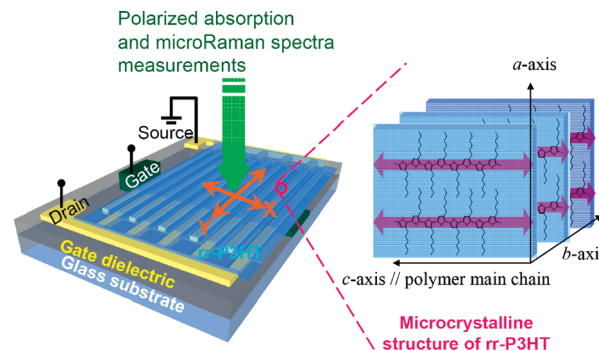 Polarized absorption
and microRaman spectra
measurements
Source
Gate
Drain
X
Y
rr-P3HT
Gate dielectric
Glass substrate
a-axis
b-axis
c-axis // polymer main chain
Microcrystalline
structure of rr-P3HT